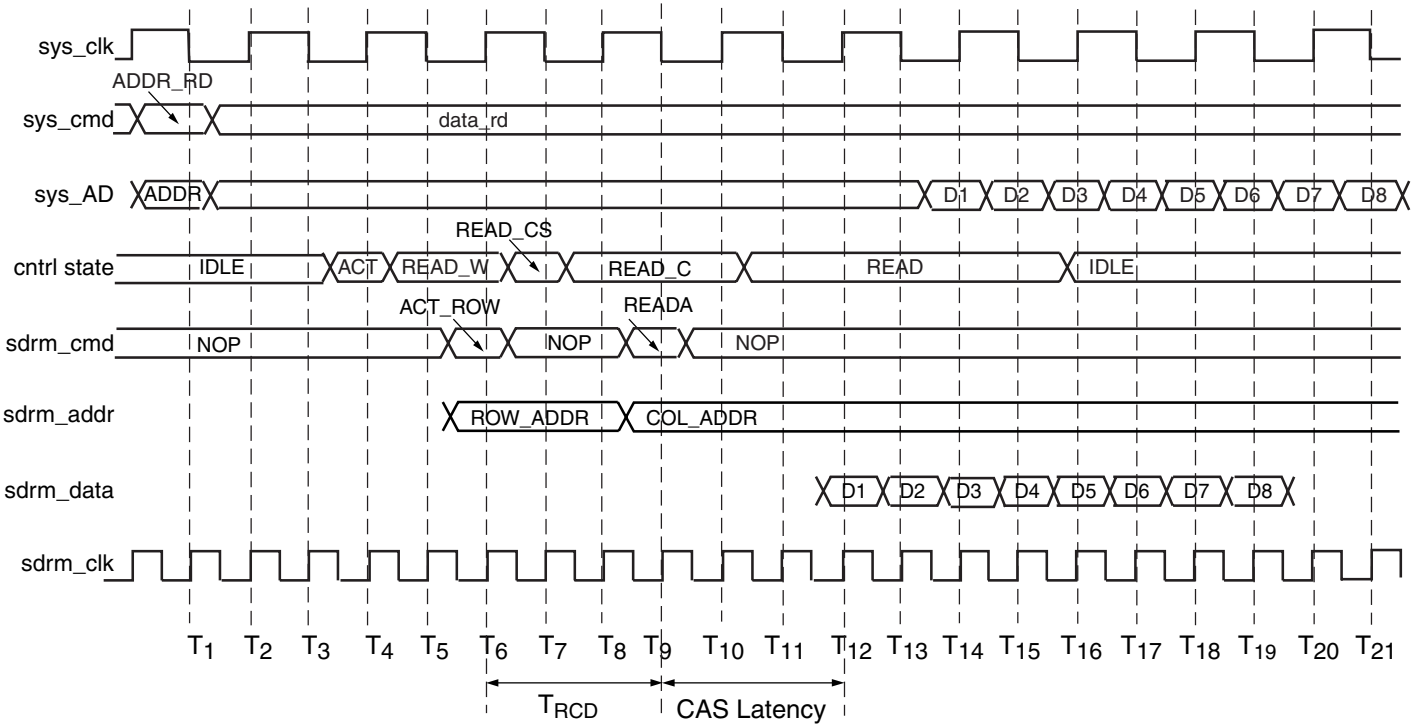 sys_clk
ADDR_RD
sys_cmd data_rd
sys_AD ADDR D1 D2 D3 D4 D5 D6 D7 D8
READ_CS
cntrl state IDLE ACT READ_W READ_C READ IDLE
ACT_ROW READA
sdrm_cmd NOP NOP NOP
sdrm_addr ROW_ADDR COL_ADDR
sdrm_data D1 D2 D3 D4 D5 D6 D7 D8
sdrm_clk
T1 T2 T3 T4 T5 T6 T7 T8 T9 T10 T11 T12 T13 T14 T15 T16 T17 T18 T19 T20 T21
TRCD CAS Latency